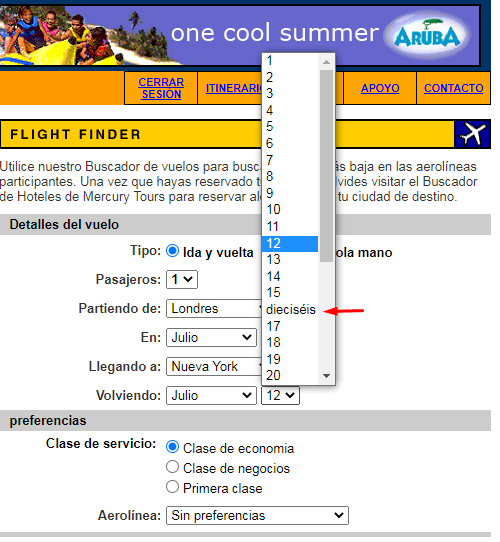 one cool summer
ARUBA
CERRAR SESIÓN
ITINERARI
APOYO
CONTACTO
FLIGHT FINDER
Utilice nuestro Buscador de vuelos para busc ás baja en las aerolíneas
participantes. Una vez que hayas reservado t lvides visitar el Buscador
de Hoteles de Mercury Tours para reservar al tu ciudad de destino.
Detalles del vuelo
Tipo: Ida y vuelta ola mano
Pasajeros: 1
Partiendo de: Londres
En: Julio
Llegando a: Nueva York
Volviendo: Julio 12
1
2
3
4
5
6
7
8
9
10
11
12
13
14
15
dieciséis
17
18
19
20
preferencias
Clase de servicio: Clase de economia
Clase de negocios
Primera clase
Aerolínea: Sin preferencias